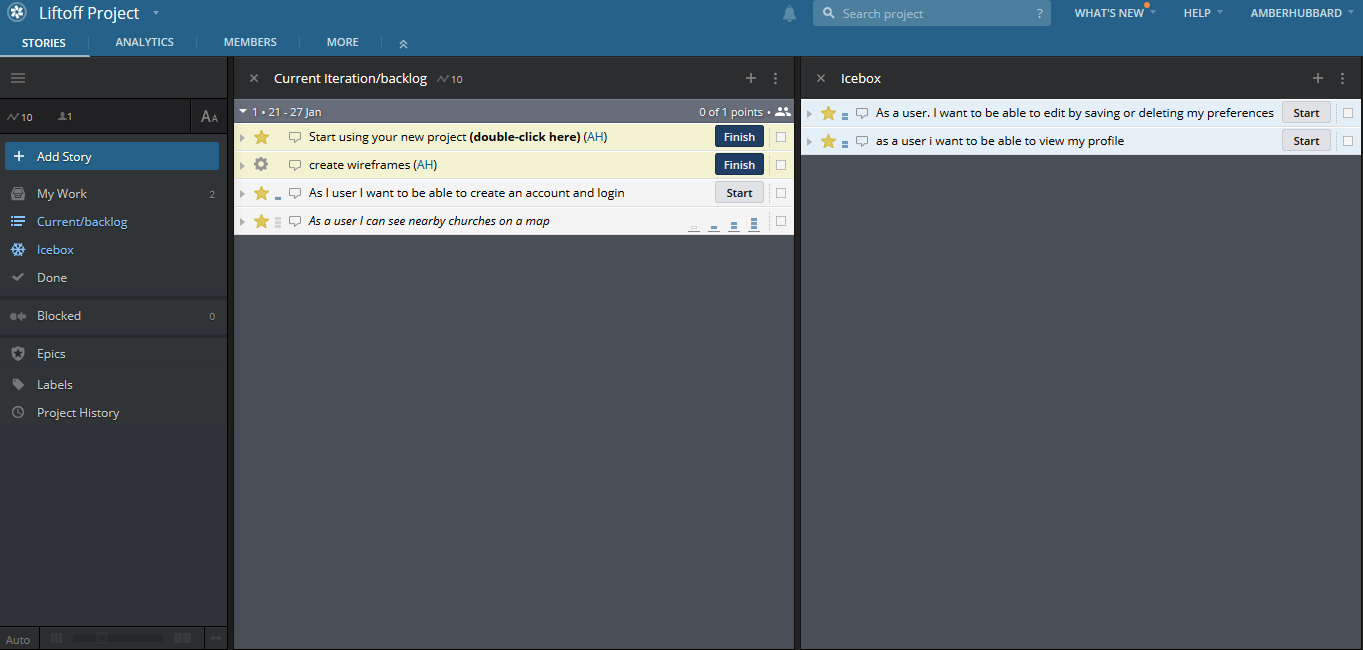 Liftoff Project
Search project ?
WHAT'S NEW
HELP
AMBERHUBBARD
STORIES
ANALYTICS
MEMBERS
MORE
10
1
AA
+ Add Story
My Work 2
Current/backlog
Icebox
Done
Blocked 0
Epics
Labels
Project History
Auto
Current Iteration/backlog 10
1 • 21 - 27 Jan 0 of 1 points •
Start using your new project (double-click here) (AH) Finish
create wireframes (AH) Finish
As I user I want to be able to create an account and login Start
As a user I can see nearby churches on a map
Icebox
As a user. I want to be able to edit by saving or deleting my preferences Start
as a user i want to be able to view my profile Start